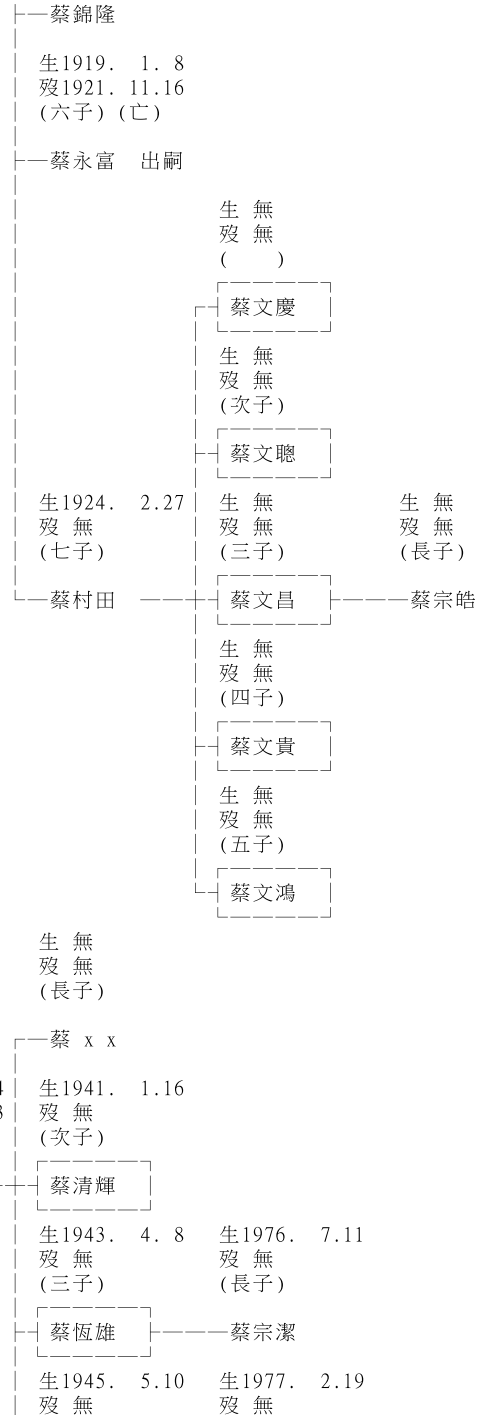 蔡錦隆
生1919. 1. 8
歿1921. 11.16
(六子)(亡)
蔡永富 出嗣
生 無
歿 無
( )
蔡文慶
生 無
歿 無
(次子)
蔡文聰
生1924. 2.27 生 無 生 無
歿 無 歿 無 歿 無
(七子) (三子) (長子)
蔡村田 蔡文昌 蔡宗皓
生 無
歿 無
(四子)
蔡文貴
生 無
歿 無
(五子)
蔡文鴻
生 無
歿 無
(長子)
蔡 x x
生1941. 1.16
歿 無
(次子)
蔡清輝
生1943. 4. 8 生1976. 7.11
歿 無 歿 無
(三子) (長子)
蔡恆雄 蔡宗潔
生1945. 5.10 生1977. 2.19
歿 無 歿 無